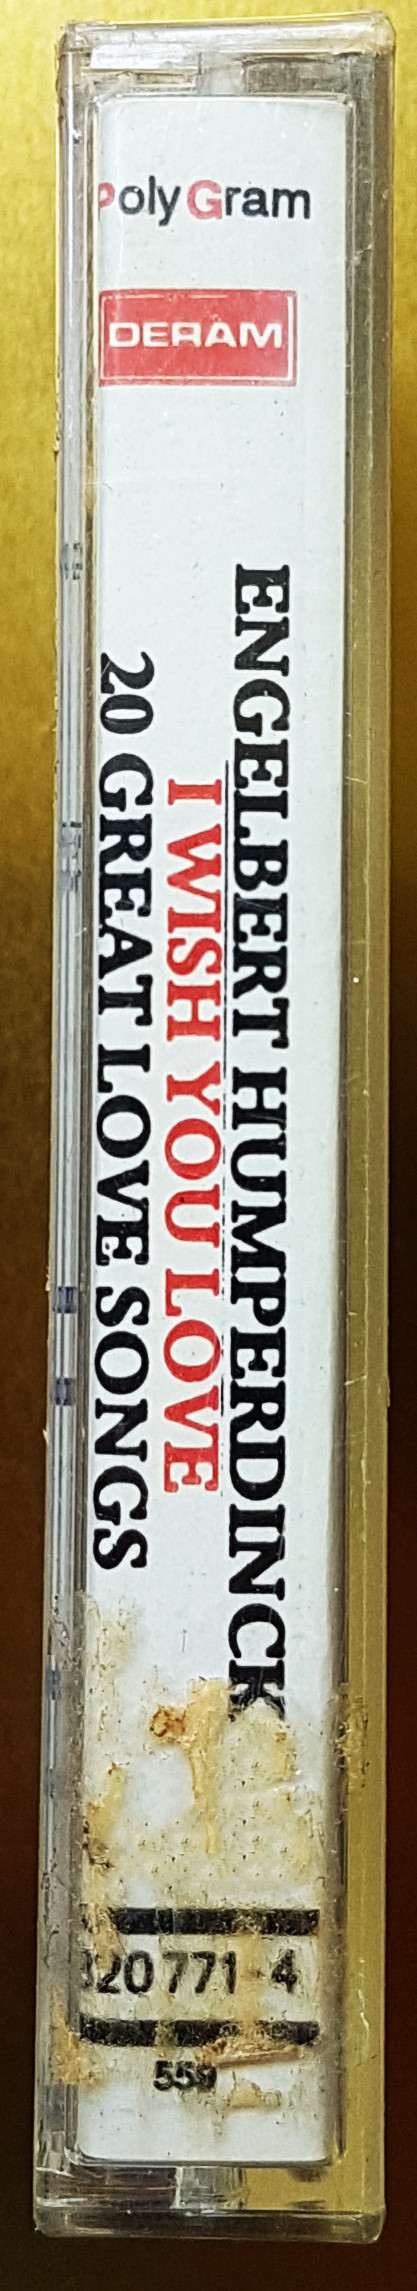 PolyGram
DERAM
ENGELBERT HUMPERDINCK
I WISH YOU LOVE
20 GREAT LOVE SONGS
820 771-4
559